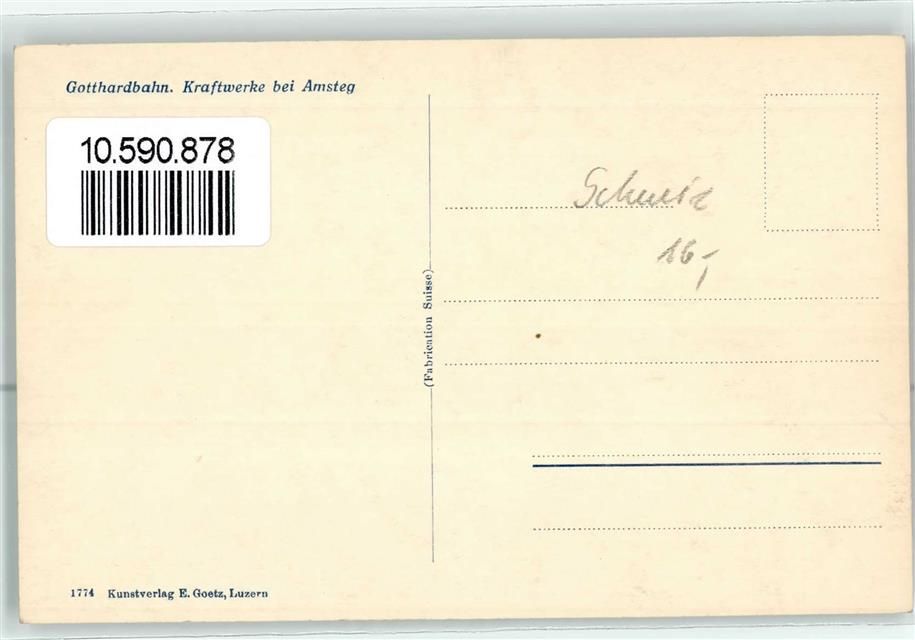 Gotthardbahn. Kraftwerke bei Amsteg
10.590.878
Schweiz
16,-
(Fabrication Suisse)
1774 Kunstverlag E. Goetz, Luzern